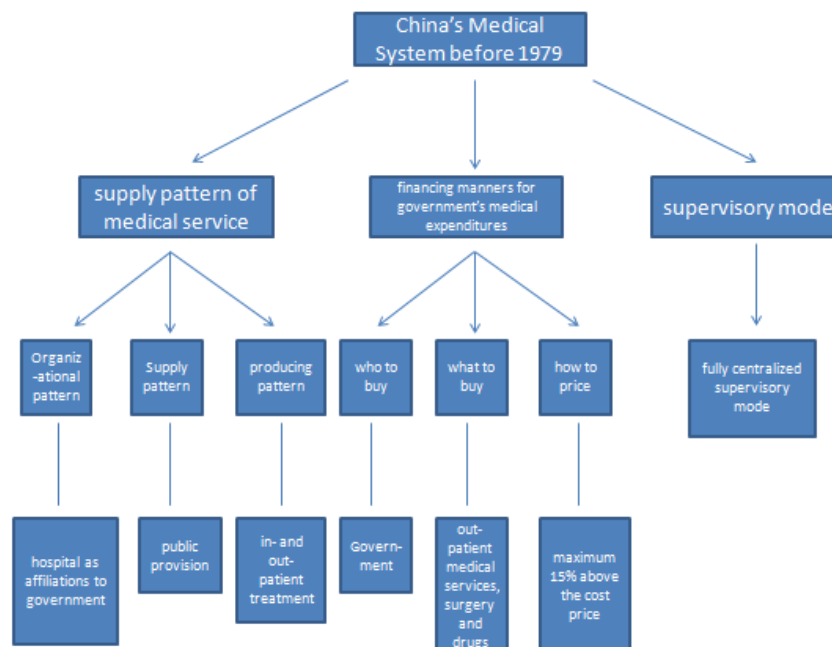 China's Medical
System before 1979
supply pattern of
medical service
financing manners for
government's medical
expenditures
supervisory mode
Organiz
-ational
pattern
Supply
pattern
producing
pattern
who to
buy
what to
buy
how to
price
fully centralized
supervisory
mode
hospital as
affiliations to
government
public
provision
in- and
out-
patient
treatment
Govern-
ment
out-
patient
medical
services,
surgery
and
drugs
maximum
15% above
the cost
price